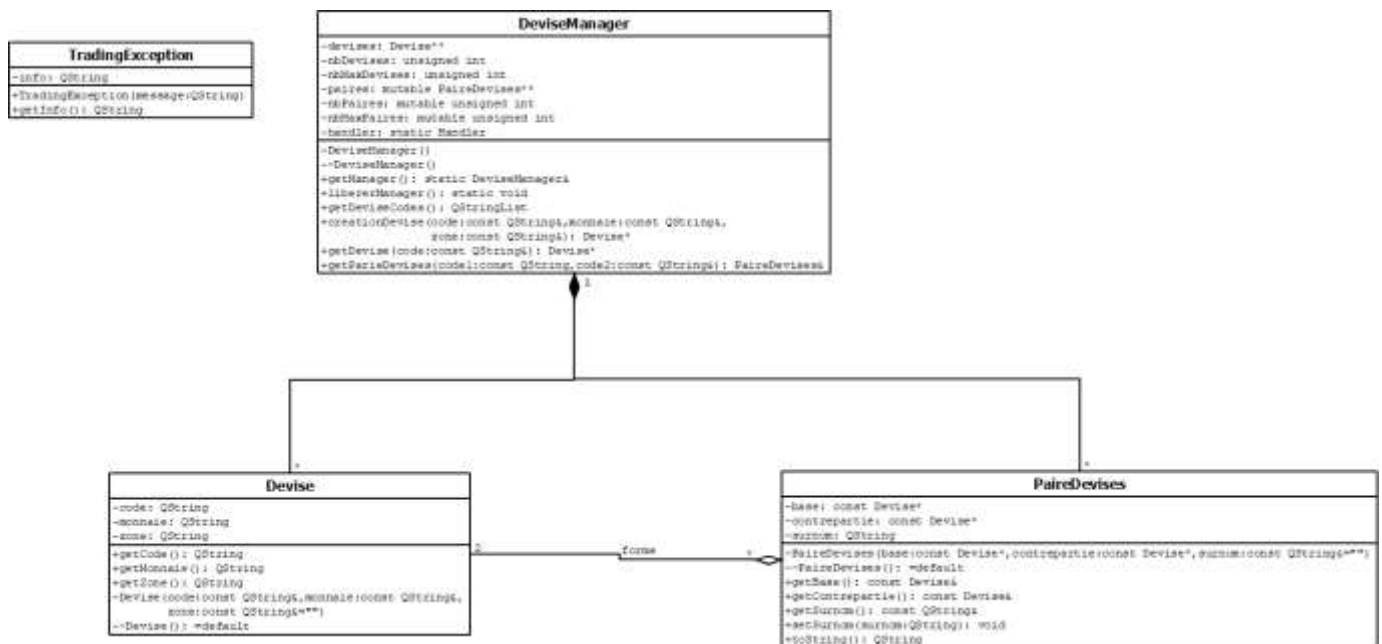 TradingException
-info: QString
+TradingException(message:QString)
+getInfo(): QString
DeviseManager
-devises: Devise**
-nbDevises: unsigned int
-nbMaxDevises: unsigned int
-paires: mutable PaireDevises**
-nbPaires: mutable unsigned int
-nbMaxPaires: mutable unsigned int
-handler: static Handler
-DeviseManager()
-~DeviseManager()
+getManager(): static DeviseManager&
+libererManager(): static void
+getDeviseCodes(): QStringList
+creationDevise(code:const QString&,monnaie:const QString&,
zone:const QString&): Devise*
+getDevise(code:const QString&): Devise*
+getParieDevises(code1:const QString,code2:const QString&): PaireDevises&
1
*
*
Devise
-code: QString
-monnaie: QString
-zone: QString
+getCode(): QString
+getMonnaie(): QString
+getZone(): QString
-Devise(code:const QString&,monnaie:const QString&,
zone:const QString&="")
-~Devise(): =default
2
forme
*
PaireDevises
-base: const Devise*
-contrepartie: const Devise*
-surnom: QString
-PaireDevises(base:const Devise*,contrepartie:const Devise*,surnom:const QString&="")
-~PaireDevises(): =default
+getBase(): const Devise&
+getContrepartie(): const Devise&
+getSurnom(): const QString&
+setSurnom(surnom:QString): void
+toString(): QString